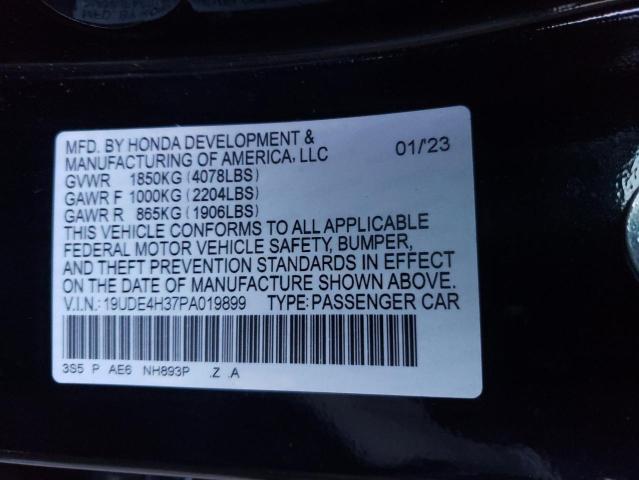 MFD. BY HONDA DEVELOPMENT &
MANUFACTURING OF AMERICA, LLC 01/'23
GVWR 1850KG (4078LBS)
GAWR F 1000KG (2204LBS)
GAWR R 865KG (1906LBS)
THIS VEHICLE CONFORMS TO ALL APPLICABLE
FEDERAL MOTOR VEHICLE SAFETY, BUMPER,
AND THEFT PREVENTION STANDARDS IN EFFECT
ON THE DATE OF MANUFACTURE SHOWN ABOVE.
V.I.N.: 19UDE4H37PA019899 TYPE: PASSENGER CAR
3S5 P AE6 NH893P .Z .A